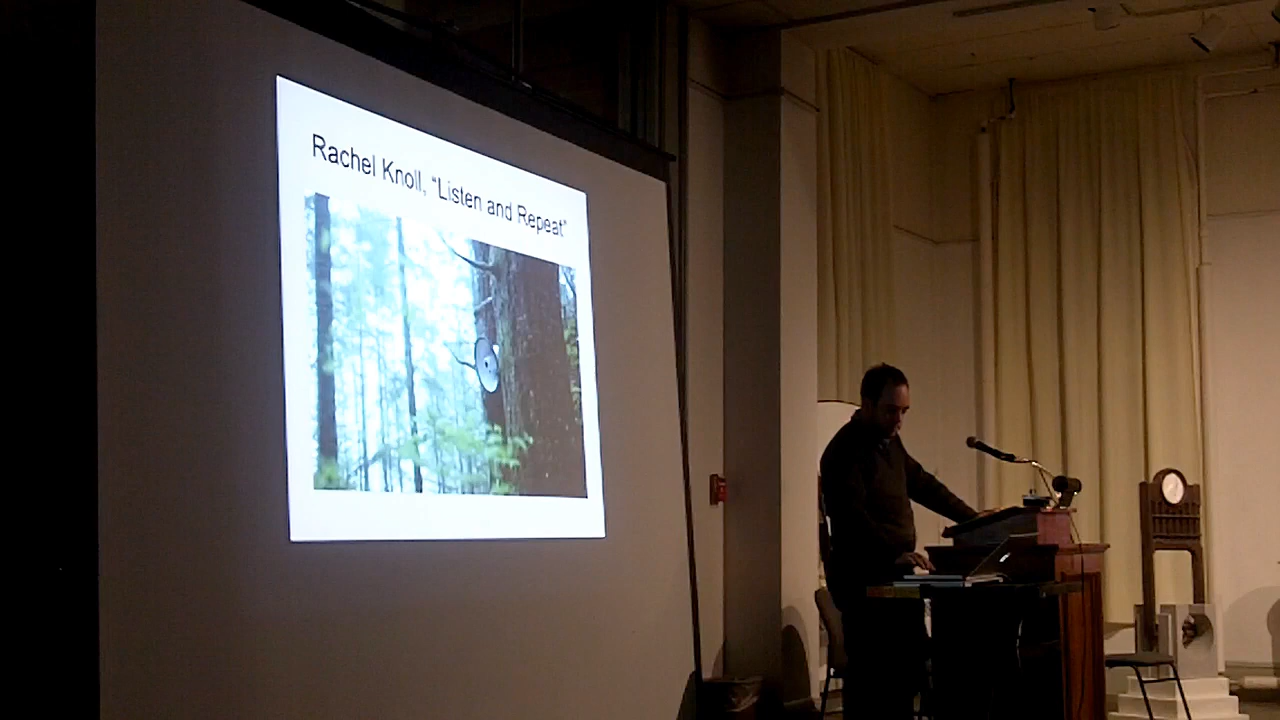 Rachel Knoll, “Listen and Repeat”